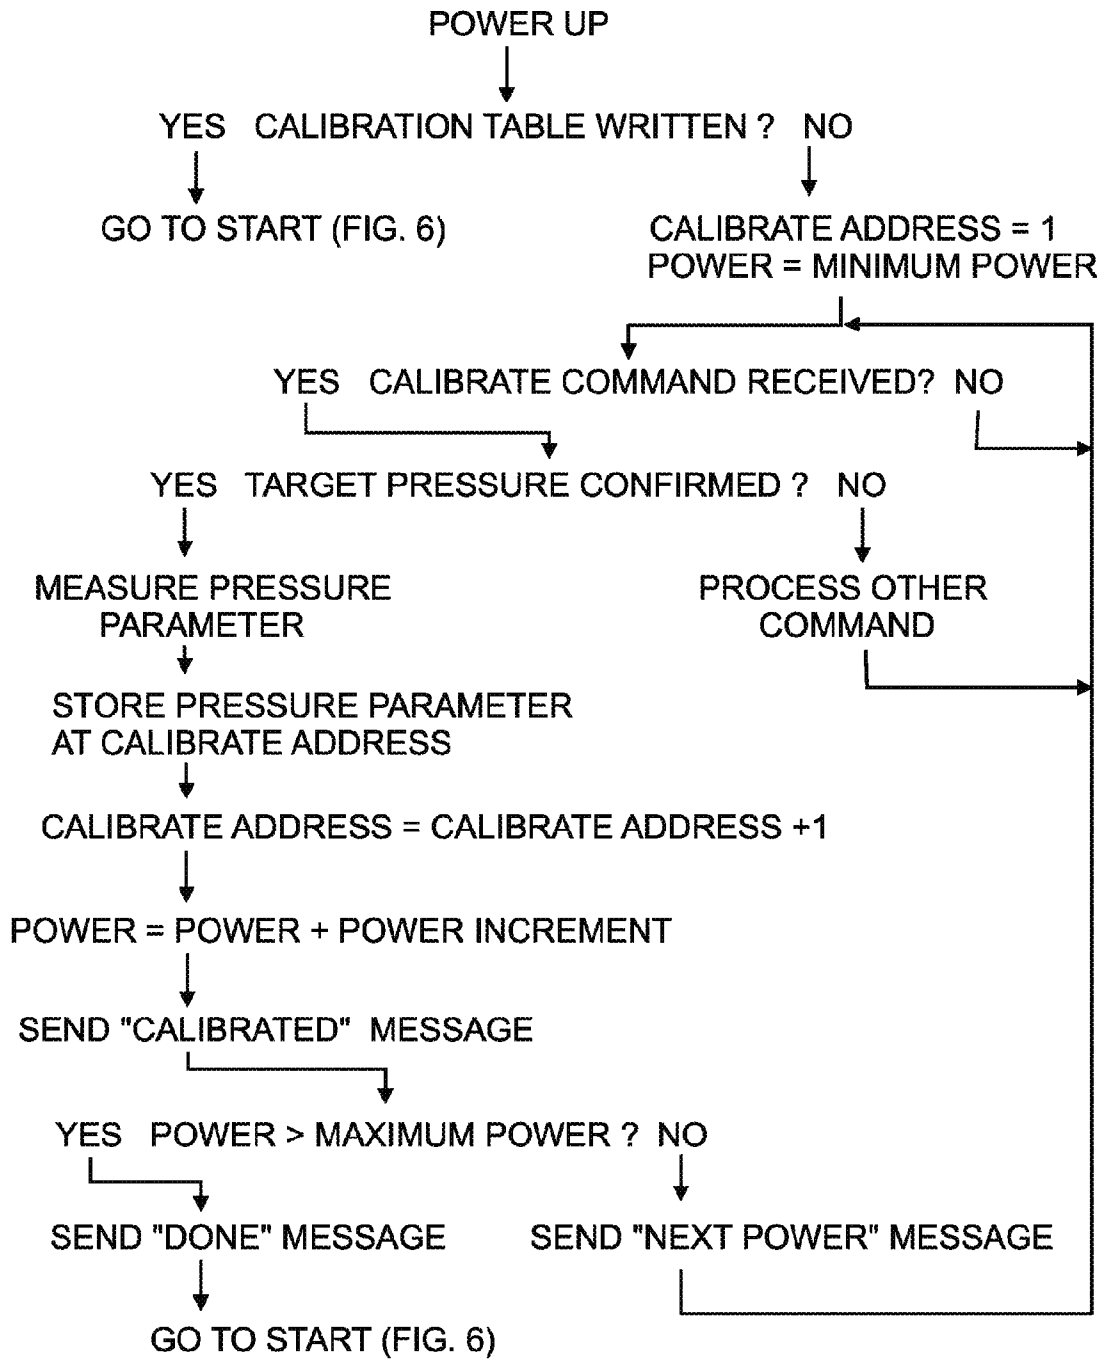 POWER UP
YES CALIBRATION TABLE WRITTEN ? NO
GO TO START (FIG. 6)
CALIBRATE ADDRESS = 1
POWER = MINIMUM POWER
YES CALIBRATE COMMAND RECEIVED? NO
YES TARGET PRESSURE CONFIRMED ? NO
MEASURE PRESSURE
PARAMETER
PROCESS OTHER
COMMAND
STORE PRESSURE PARAMETER
AT CALIBRATE ADDRESS
CALIBRATE ADDRESS = CALIBRATE ADDRESS +1
POWER = POWER + POWER INCREMENT
SEND "CALIBRATED" MESSAGE
YES POWER > MAXIMUM POWER ? NO
SEND "DONE" MESSAGE
SEND "NEXT POWER" MESSAGE
GO TO START (FIG. 6)